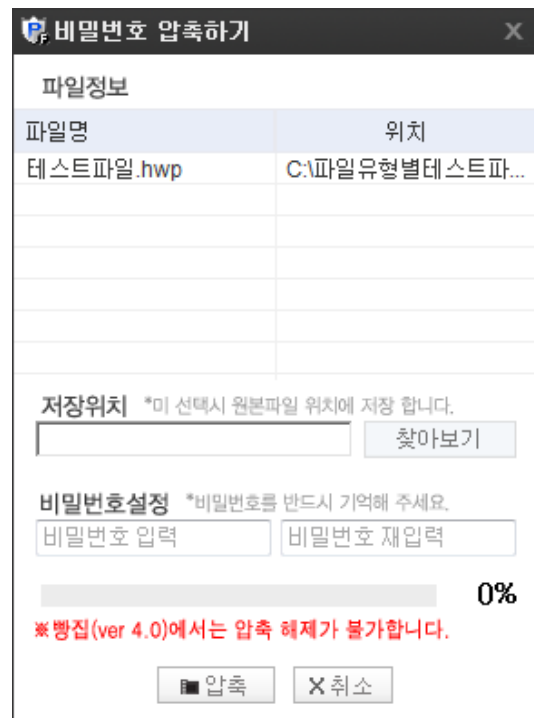 비밀번호 압축하기
파일정보
파일명 위치
테스트파일.hwp C:\파일유형별테스트파...
저장위치 *미 선택시 원본파일 위치에 저장 합니다.
찾아보기
비밀번호설정 *비밀번호를 반드시 기억해 주세요.
비밀번호 입력 비밀번호 재입력
0%
※빵집(ver 4.0)에서는 압축 해제가 불가합니다.
압축 X취소